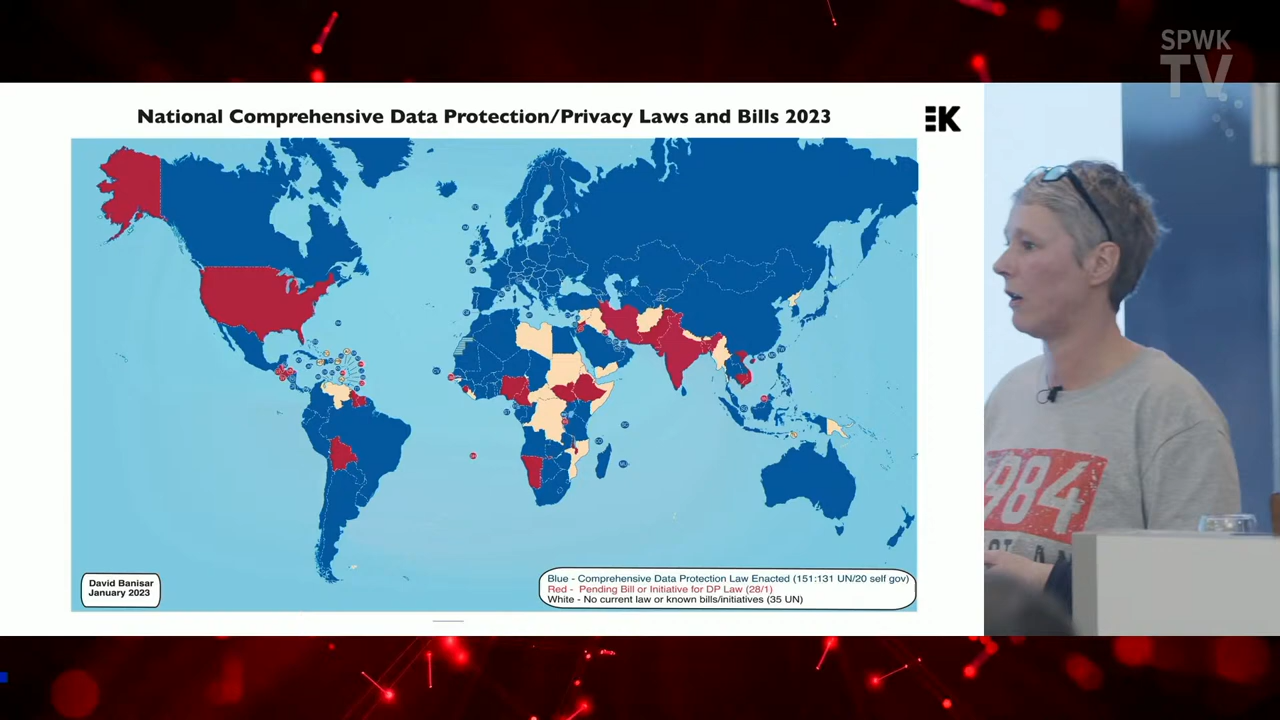 SPWK
TV
National Comprehensive Data Protection/Privacy Laws and Bills 2023
EK
David Banisar
January 2023
Blue - Comprehensive Data Protection Law Enacted (151:131 UN/20 self gov)
Red - Pending Bill or Initiative for DP Law (28/1)
White - No current law or known bills/initiatives (35 UN)
984